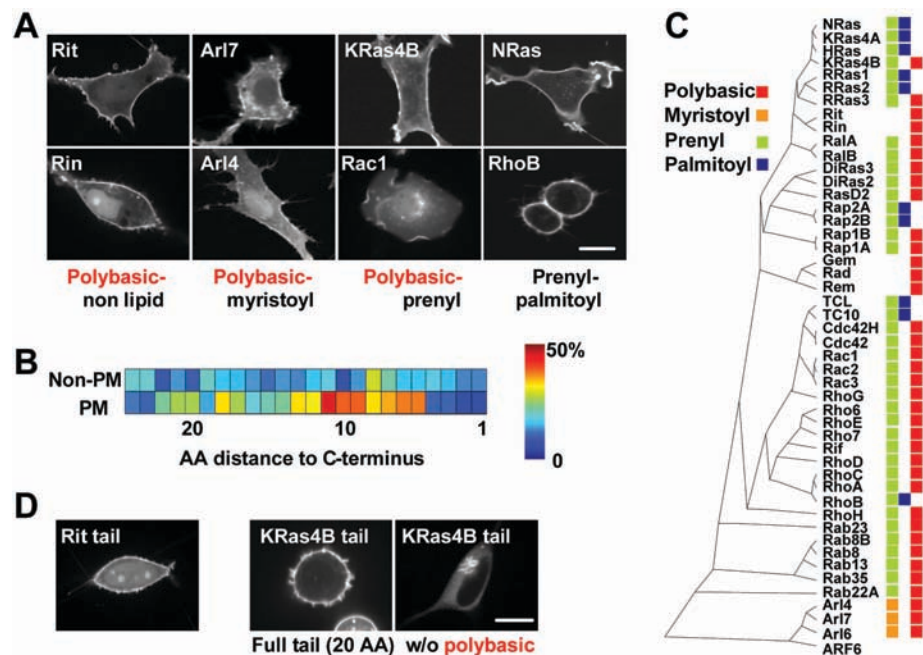 A
Rit
Arl7
KRas4B
NRas
Rin
Arl4
Rac1
RhoB
Polybasic-
non lipid
Polybasic-
myristoyl
Polybasic-
prenyl
Prenyl-
palmitoyl
B
Non-PM
PM
20
10
1
AA distance to C-terminus
50%
0
C
Polybasic
Myristoyl
Prenyl
Palmitoyl
NRas
KRas4A
HRas
KRas4B
RRas1
RRas2
RRas3
Rit
Rin
RalA
RalB
DiRas3
DiRas2
RasD2
Rap2A
Rap2B
Rap1B
Rap1A
Gem
Rad
Rem
TCL
TC10
Cdc42H
Cdc42
Rac1
Rac2
Rac3
RhoG
Rho6
RhoE
Rho7
Rif
RhoD
RhoC
RhoA
RhoB
RhoH
Rab23
Rab8B
Rab8
Rab13
Rab35
Rab22A
Arl4
Arl7
Arl6
ARF6
D
Rit tail
KRas4B tail
KRas4B tail
Full tail (20 AA)
w/o polybasic